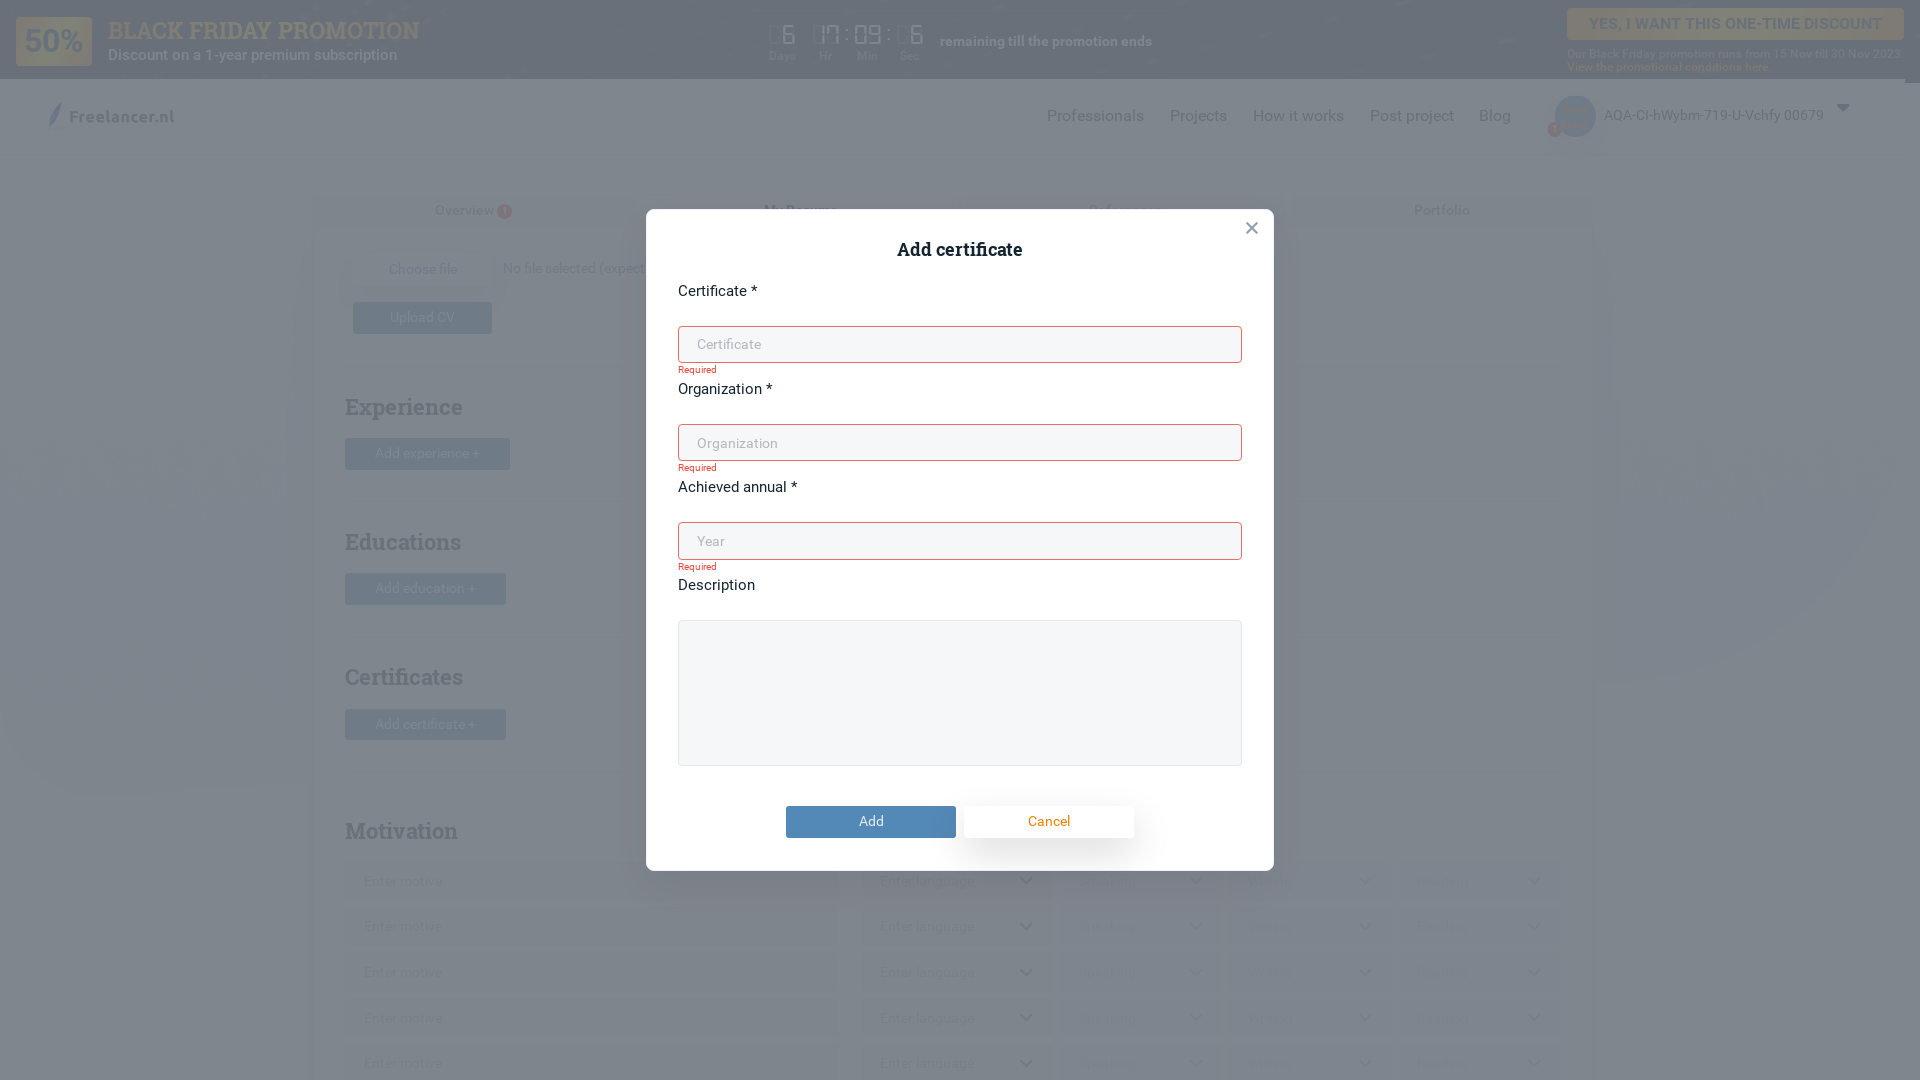 50%
BLACK FRIDAY PROMOTION
Discount on a 1-year premium subscription
6 17:09: 6
Days Hr Min Sec
remaining till the promotion ends
YES, I WANT THIS ONE-TIME DISCOUNT
Our Black Friday promotion runs from 15 Nov till 30 Nov 2023.
View the promotional conditions here.
Freelancer.nl
Professionals Projects How it works Post project Blog
AQA-CI-hWybm-719-U-Vchfy 00679
Overview
Portfolio
Choose file
No file selected (expect
Upload CV
Experience
Add experience +
Educations
Add education +
Certificates
Add certificate +
Motivation
Enter motive
Enter language
Enter motive
Enter language
Enter motive
Enter language
Enter motive
Enter language
Enter motive
Enter language
Add certificate
Certificate *
Certificate
Required
Organization *
Organization
Required
Achieved annual *
Year
Required
Description
Add
Cancel